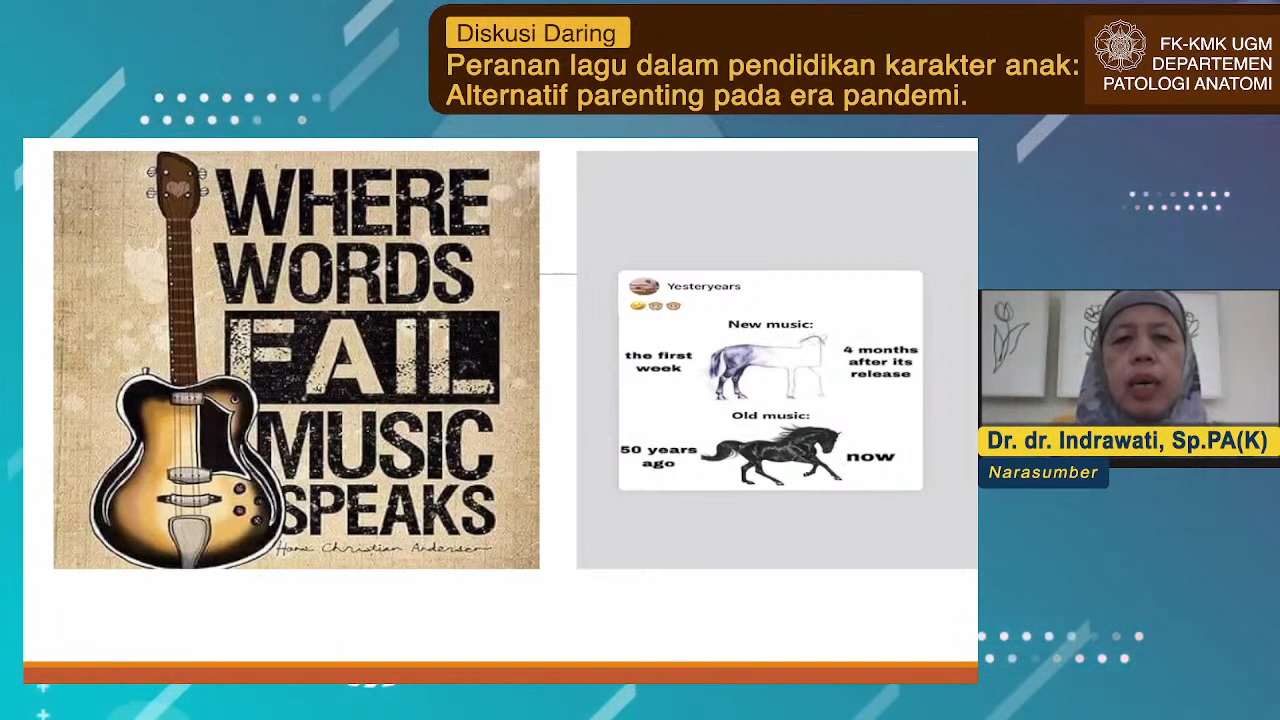 Diskusi Daring
Peranan lagu dalam pendidikan karakter anak:
Alternatif parenting pada era pandemi.
FK-KMK UGM
DEPARTEMEN
PATOLOGI ANATOMI
WHERE
WORDS
FAIL
MUSIC
SPEAKS
Hans Christian Andersen
Yesteryears
New music:
the first
week
4 months
after its
release
Old music:
50 years
ago
now
Dr. dr. Indrawati, Sp.PA(K)
Narasumber